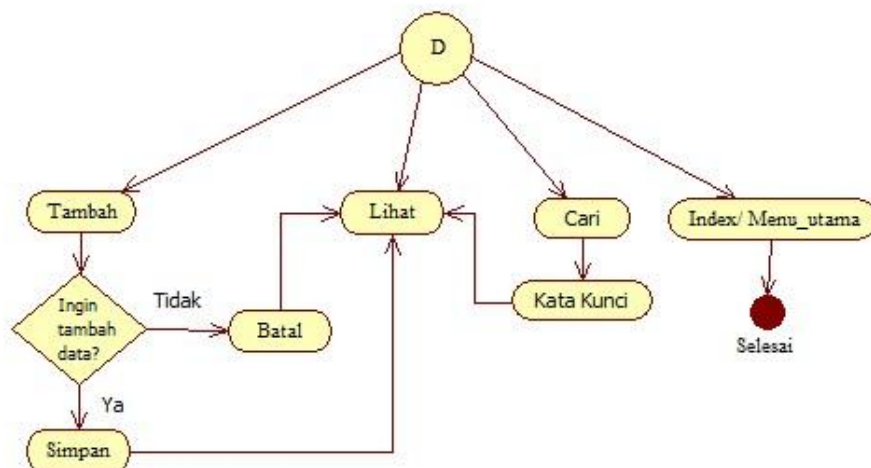 D
Tambah
Lihat
Cari
Index/ Menu_utama
Ingin
tambah
data?
Tidak
Batal
Kata Kunci
Selesai
Ya
Simpan